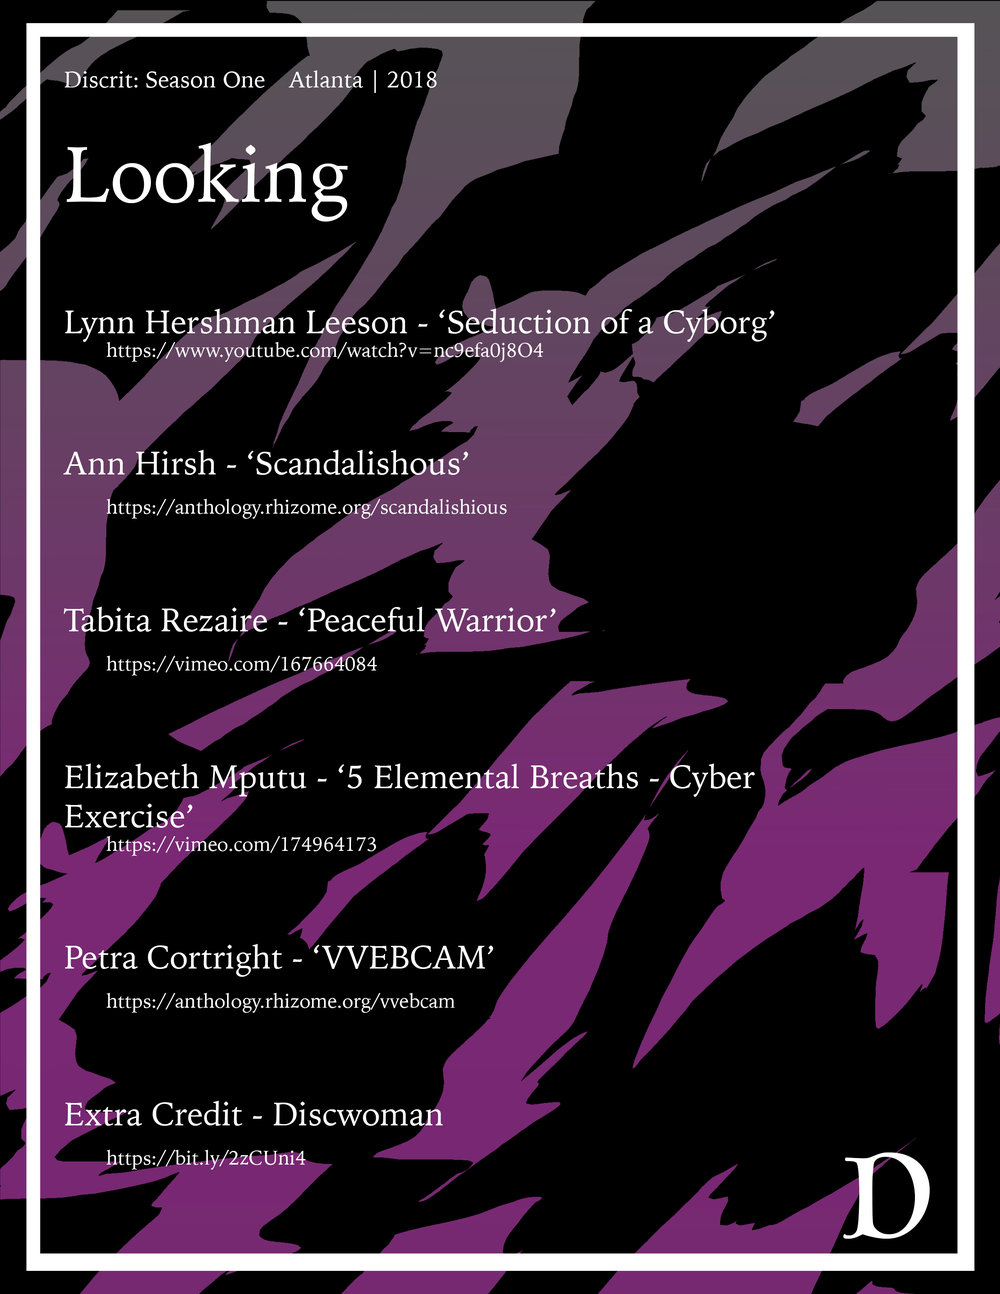 Discrit: Season One Atlanta | 2018
Looking
Lynn Hershman Leeson - ‘Seduction of a Cyborg’
https://www.youtube.com/watch?v=nc9efa0j8O4
Ann Hirsh - ‘Scandalishous’
https://anthology.rhizome.org/scandalishious
Tabita Rezaire - ‘Peaceful Warrior’
https://vimeo.com/167664084
Elizabeth Mputu - ‘5 Elemental Breaths - Cyber
Exercise’
https://vimeo.com/174964173
Petra Cortright - ‘VVEBCAM’
https://anthology.rhizome.org/vvebcam
Extra Credit - Discwoman
https://bit.ly/2zCUni4
D